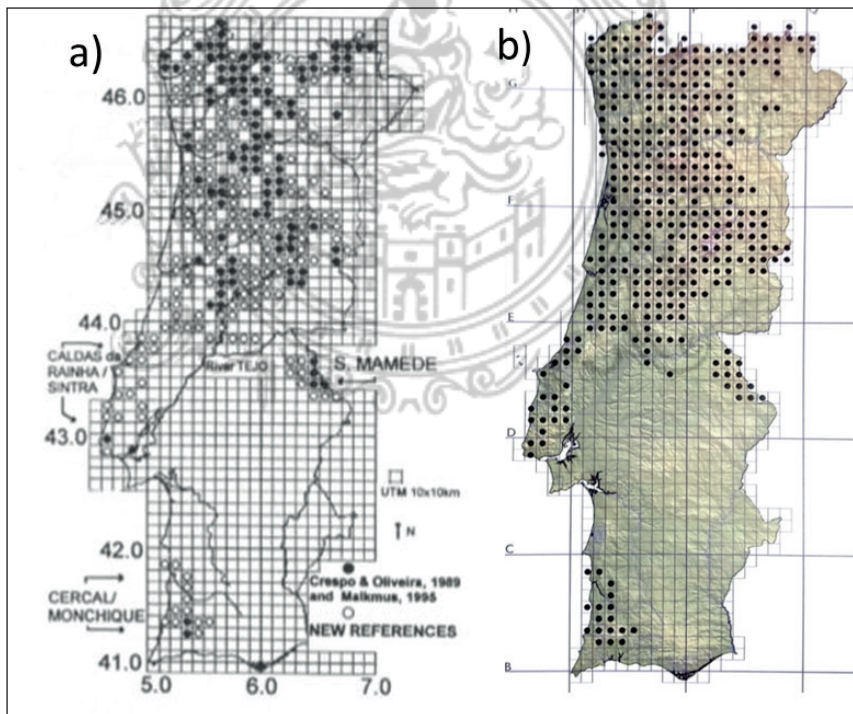 a)
46.0
45.0
44.0
CALDAS da
RAINHA /
SINTRA
River TEJO
S. MAMEDE
43.0
UTM 10x10km
N
42.0
Crespo & Oliveira, 1989
and Malkmus, 1995
NEW REFERENCES
CERCAL/
MONCHIQUE
41.0
5.0
6.0
7.0
b)
G
F
E
D
C
B